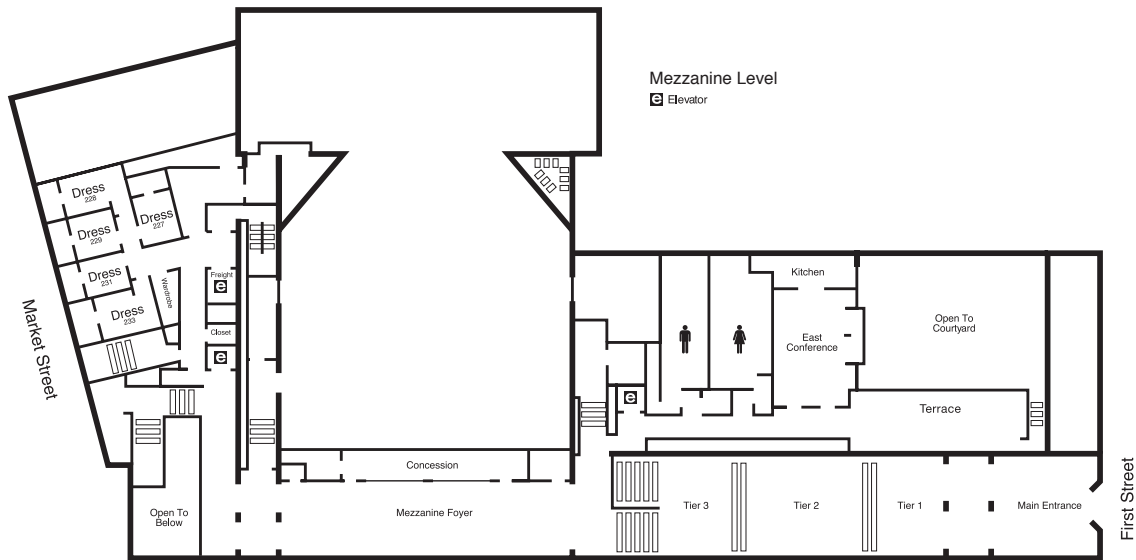 Mezzanine Level
e Elevator
Dress
228
Dress
227
Dress
229
Dress
231
Dress
233
Wardrobe
Freight
e
Closet
e
Market Street
Kitchen
East
Conference
Open To
Courtyard
e
Terrace
Concession
Open To
Below
Mezzanine Foyer
Tier 3
Tier 2
Tier 1
Main Entrance
First Street